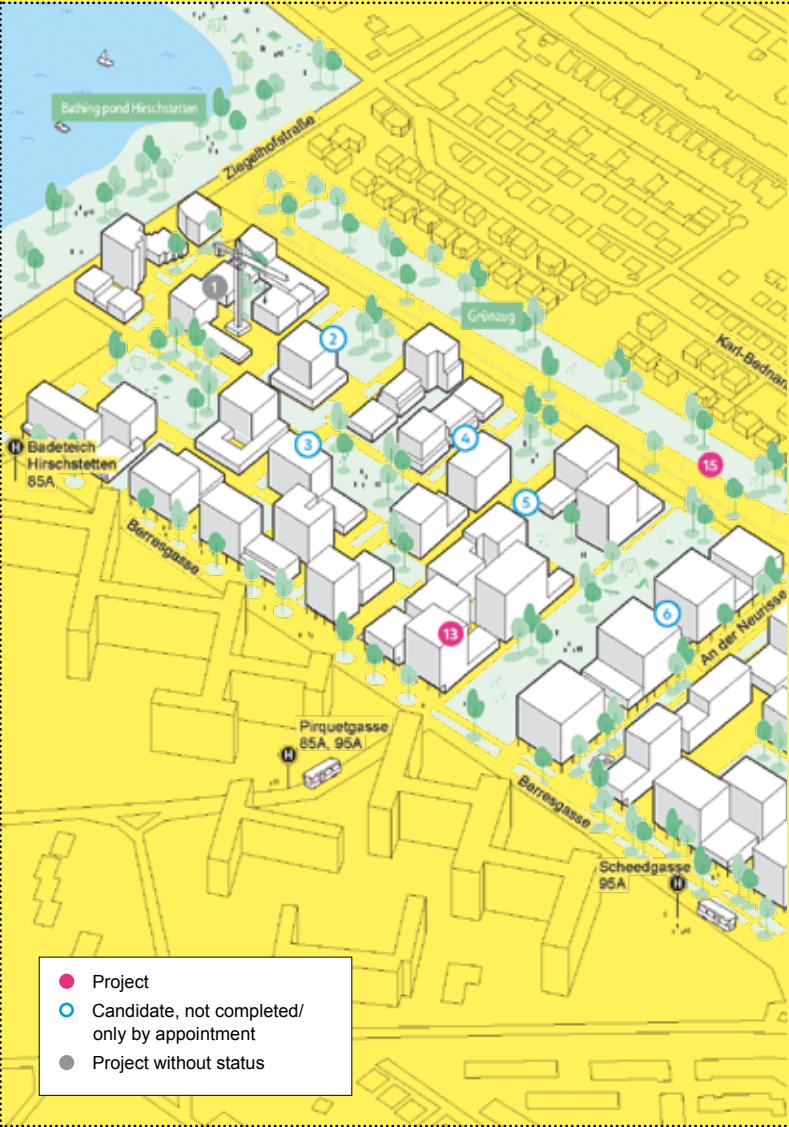 Bathing pond Hirschstetten
Ziegelhofstraße
1
Grünzug
2
Karl-Bednar
3
4
15
H Badeteich
Hirschstetten
85A
5
Berresgasse
6
13
An der Neurisse
Pirquetgasse
85A, 95A
H
Berresgasse
Scheedgasse
95A
H
Project
Candidate, not completed/
only by appointment
Project without status